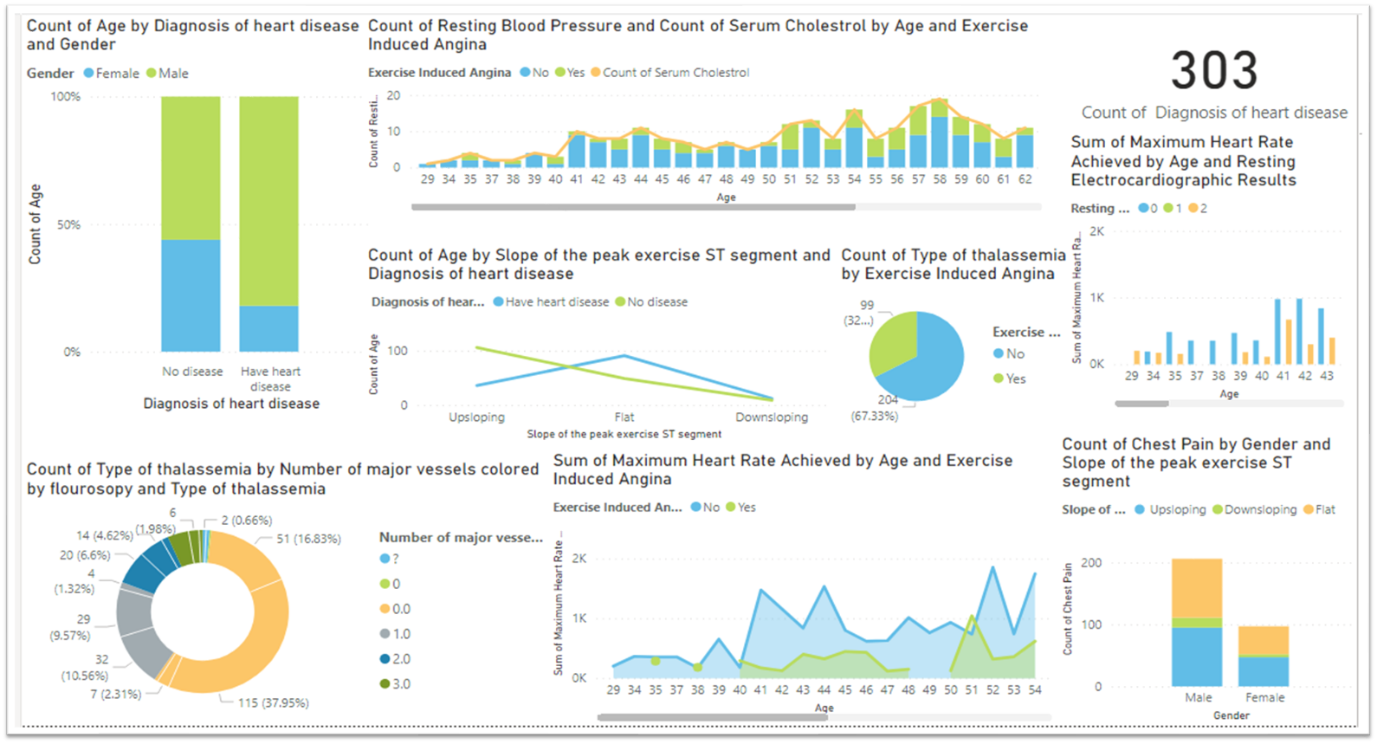 Count of Age by Diagnosis of heart disease
and Gender
Gender Female Male
100%
50%
0%
Count of Age
No disease
Have heart
disease
Diagnosis of heart disease
Count of Resting Blood Pressure and Count of Serum Cholestrol by Age and Exercise
Induced Angina
Exercise Induced Angina No Yes Count of Serum Cholestrol
20
10
0
Count of Resti...
29 34 35 37 38 39 40 41 42 43 44 45 46 47 48 49 50 51 52 53 54 55 56 57 58 59 60 61 62
Age
303
Count of Diagnosis of heart disease
Sum of Maximum Heart Rate
Achieved by Age and Resting
Electrocardiographic Results
Resting ... 0 1 2
2K
1K
0K
Sum of Maximum Heart Ra...
29 34 35 37 38 39 40 41 42 43
Age
Count of Age by Slope of the peak exercise ST segment and
Diagnosis of heart disease
Diagnosis of hear... Have heart disease No disease
100
0
Count of Age
Upsloping Flat Downsloping
Slope of the peak exercise ST segment
Count of Type of thalassemia
by Exercise Induced Angina
99
(32...)
204
(67.33%)
Exercise ...
No
Yes
Count of Type of thalassemia by Number of major vessels colored
by flourosopy and Type of thalassemia
6
(1.98%)
2 (0.66%)
14 (4.62%)
51 (16.83%)
20 (6.6%)
4
(1.32%)
29
(9.57%)
32
(10.56%)
7 (2.31%)
115 (37.95%)
Number of major vesse...
?
0
0.0
1.0
2.0
3.0
Sum of Maximum Heart Rate Achieved by Age and Exercise
Induced Angina
Exercise Induced An... No Yes
2K
1K
0K
Sum of Maximum Heart Rate ...
29 34 35 37 38 39 40 41 42 43 44 45 46 47 48 49 50 51 52 53 54
Age
Count of Chest Pain by Gender and
Slope of the peak exercise ST
segment
Slope of ... Upsloping Downsloping Flat
200
100
0
Count of Chest Pain
Male Female
Gender